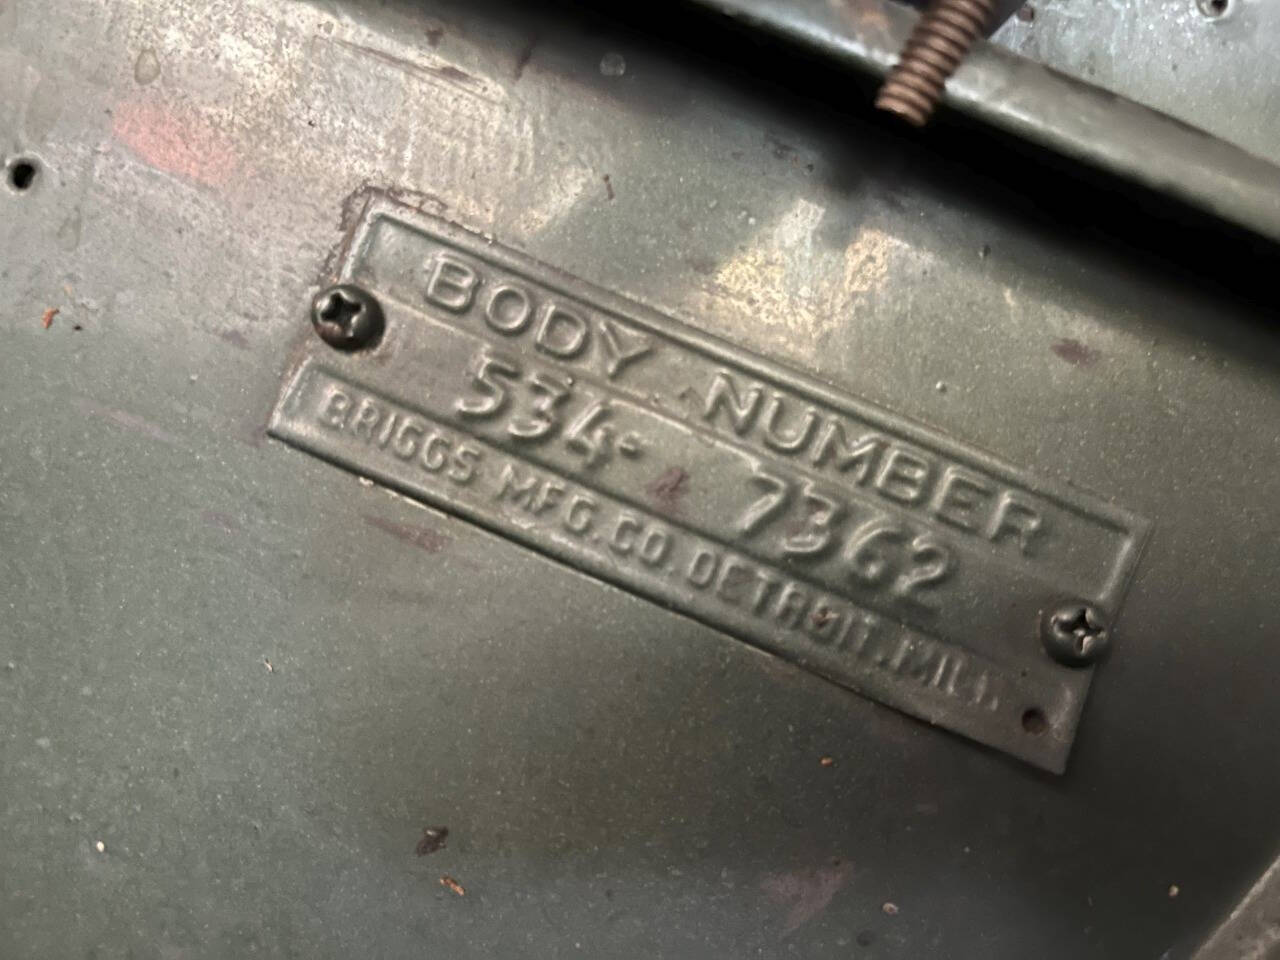 BODY NUMBER
534- 7362
BRIGGS MFG. CO. DETROIT. MICH.